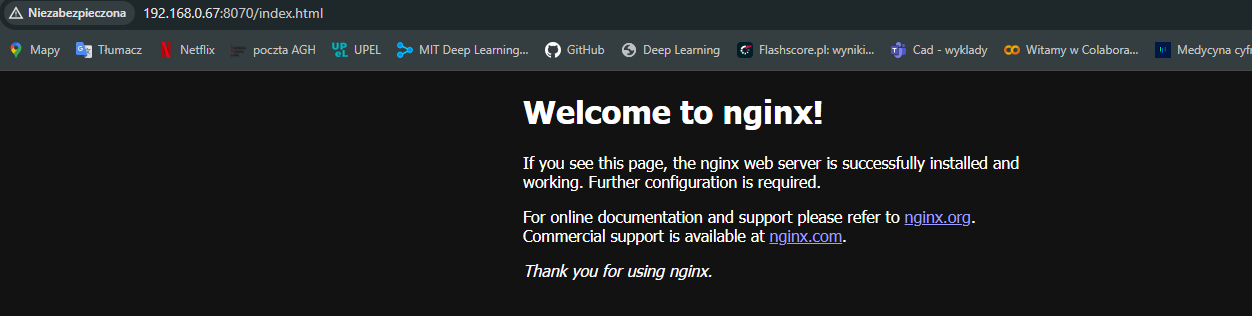 Niezabezpieczona 192.168.0.67:8070/index.html
Mapy Tłumacz Netflix poczta AGH UPEL MIT Deep Learning... GitHub Deep Learning Flashscore.pl: wyniki... Cad - wyklady Witamy w Colabora... Medycyna cyfr
Welcome to nginx!
If you see this page, the nginx web server is successfully installed and
working. Further configuration is required.
For online documentation and support please refer to nginx.org.
Commercial support is available at nginx.com.
Thank you for using nginx.